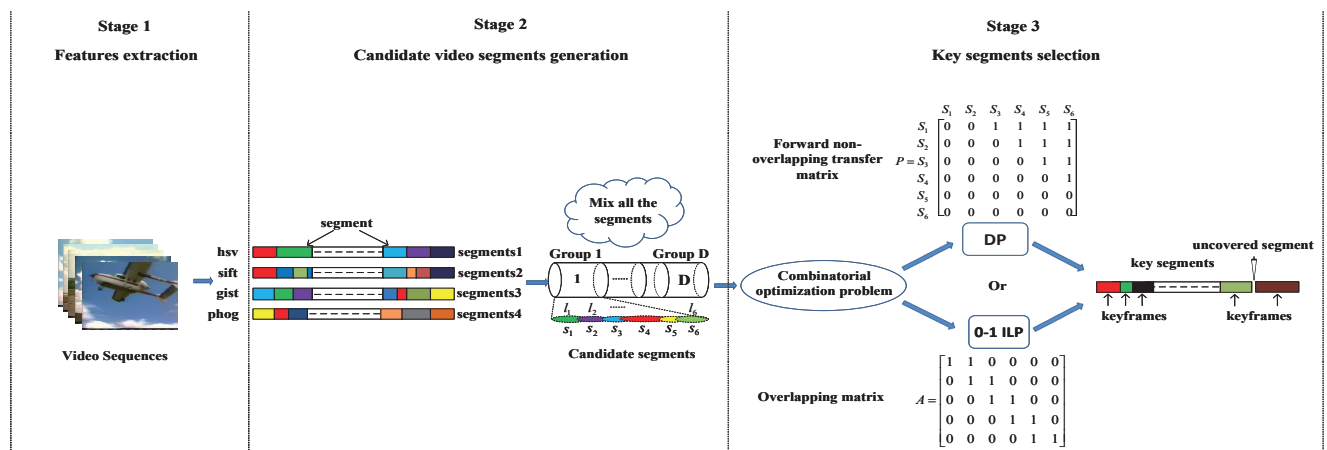 Stage 1
Features extraction
hsv
sift
gist
phog
Video Sequences
Stage 2
Candidate video segments generation
segment
segments1
segments2
segments3
segments4
Mix all the
segments
Group 1 Group D
1 ...... D
l1 l2 ...... l6
S1 S2 S3 S4 S5 S6
Candidate segments
Stage 3
Key segments selection
Forward non-
overlapping transfer
matrix
S1 S2 S3 S4 S5 S6
S1 0 0 1 1 1 1
S2 0 0 0 1 1 1
P = S3 0 0 0 0 1 1
S4 0 0 0 0 0 1
S5 0 0 0 0 0 0
S6 0 0 0 0 0 0
Combinatorial
optimization problem
DP
Or
0-1 ILP
Overlapping matrix
A =
1 1 0 0 0 0
0 1 1 0 0 0
0 0 1 1 0 0
0 0 0 1 1 0
0 0 0 0 1 1
uncovered segment
key segments
keyframes keyframes